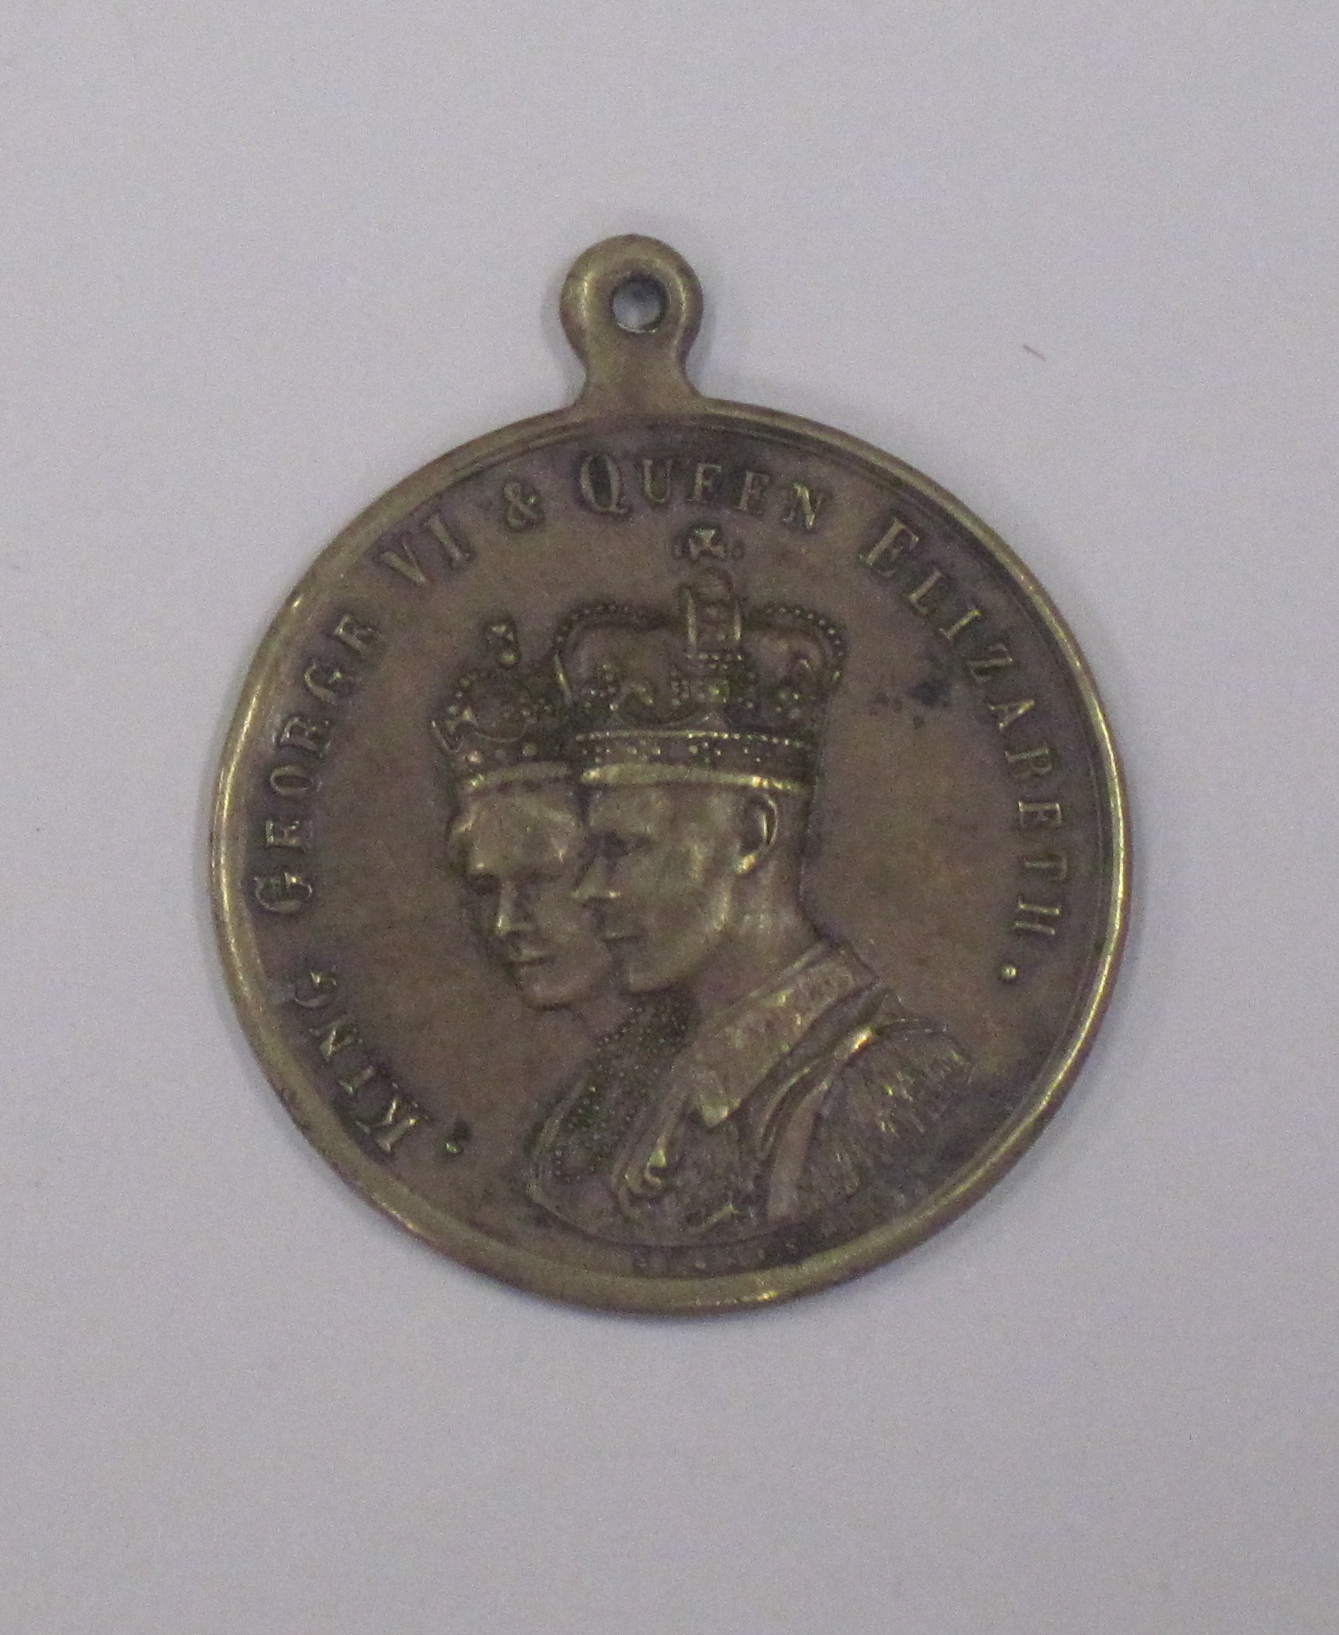 • KING GEORGE VI & QUEEN ELIZABETH •